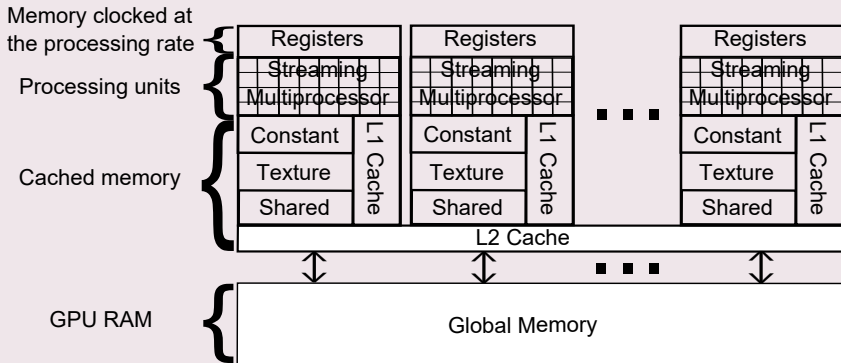 Memory clocked at
the processing rate
Registers
Registers
Registers
Processing units
Streaming
Multiprocessor
Streaming
Multiprocessor
Streaming
Multiprocessor
Cached memory
Constant
Texture
Shared
L1 Cache
Constant
Texture
Shared
L1 Cache
Constant
Texture
Shared
L1 Cache
L2 Cache
GPU RAM
Global Memory